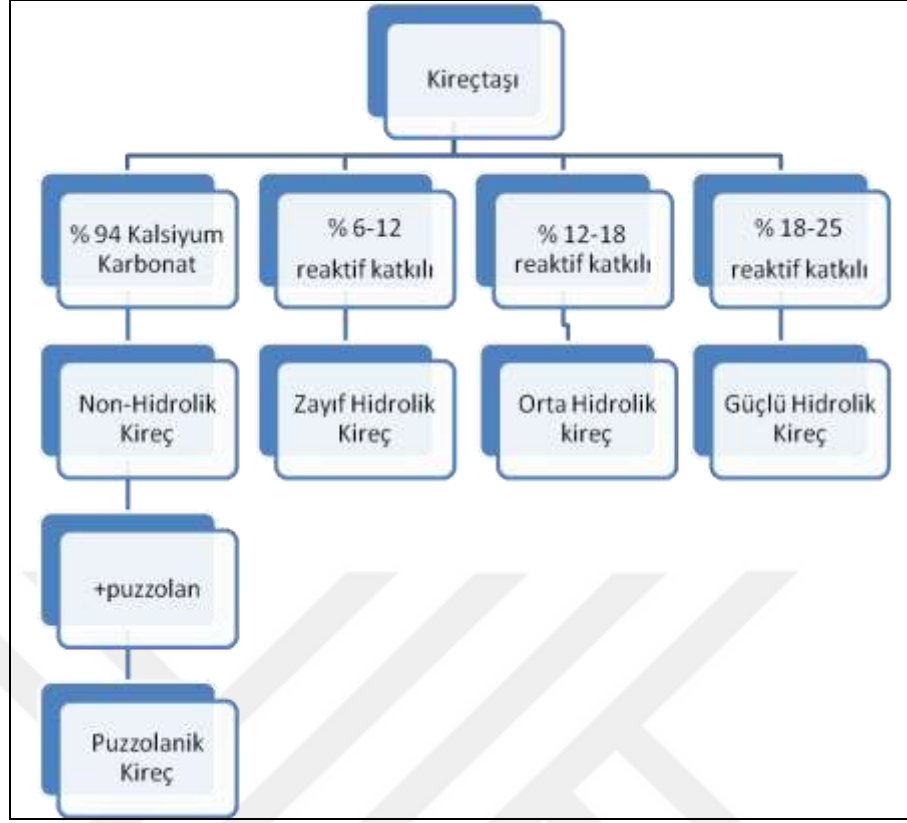 Kireçtaşı
% 94 Kalsiyum
Karbonat
% 6-12
reaktif katkılı
% 12-18
reaktif katkılı
% 18-25
reaktif katkılı
Non-Hidrolik
Kireç
Zayıf Hidrolik
Kireç
Orta Hidrolik
kireç
Güçlü Hidrolik
Kireç
+puzzolan
Puzzolanik
Kireç